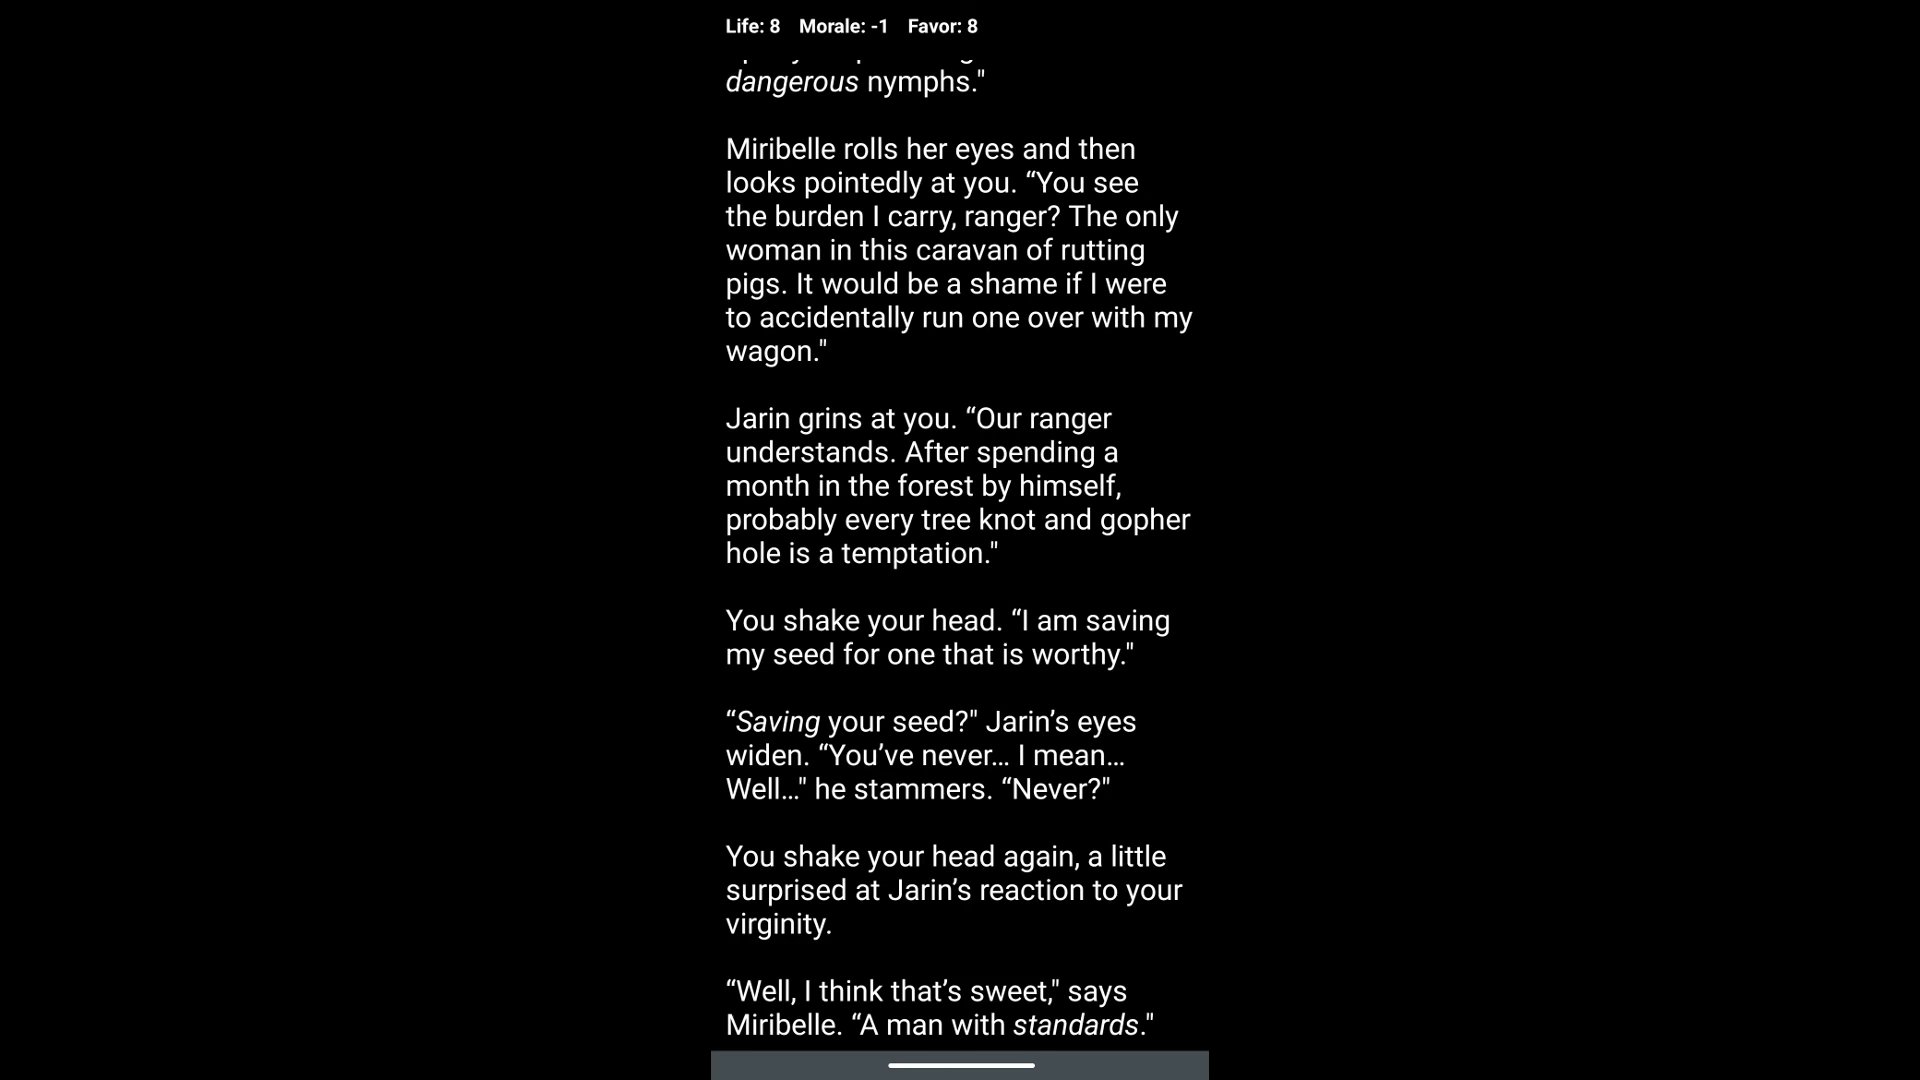 Life: 8 Morale: -1 Favor: 8
dangerous nymphs."
Miribelle rolls her eyes and then
looks pointedly at you. “You see
the burden I carry, ranger? The only
woman in this caravan of rutting
pigs. It would be a shame if I were
to accidentally run one over with my
wagon."
Jarin grins at you. “Our ranger
understands. After spending a
month in the forest by himself,
probably every tree knot and gopher
hole is a temptation."
You shake your head. “I am saving
my seed for one that is worthy."
“Saving your seed?" Jarin’s eyes
widen. “You’ve never… I mean…
Well…" he stammers. “Never?"
You shake your head again, a little
surprised at Jarin’s reaction to your
virginity.
“Well, I think that’s sweet," says
Miribelle. “A man with standards."